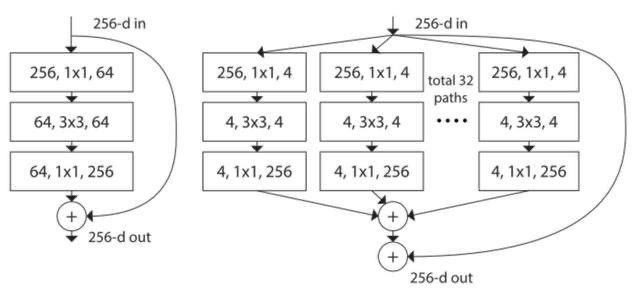 256-d in
256, 1x1, 64
64, 3x3, 64
64, 1x1, 256
+
256-d out
256-d in
256, 1x1, 4
256, 1x1, 4
256, 1x1, 4
total 32
paths
4, 3x3, 4
4, 3x3, 4
....
4, 3x3, 4
4, 1x1, 256
4, 1x1, 256
4, 1x1, 256
+
+
256-d out